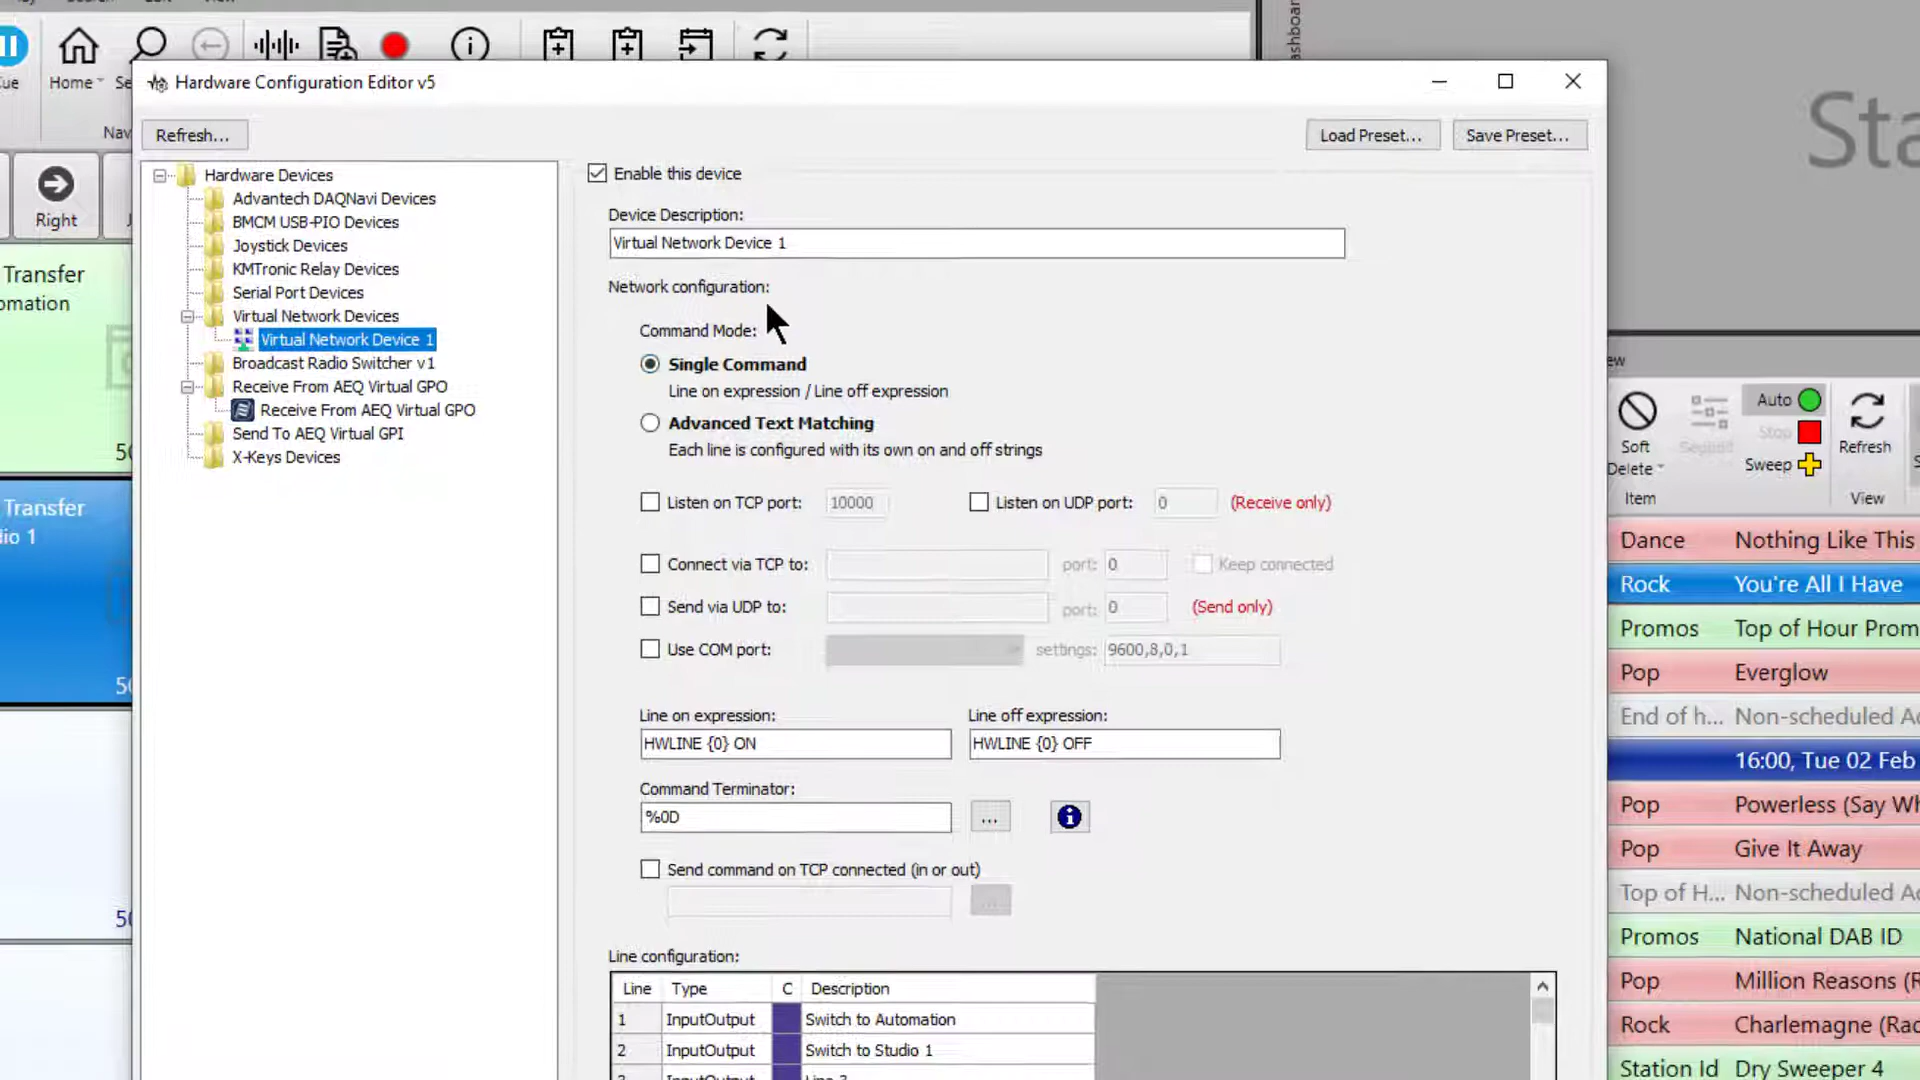 Home
Nav
Right
Transfer
omation
Transfer
dio 1
Hardware Configuration Editor v5
Refresh...
Load Preset...
Save Preset...
Hardware Devices
Advantech DAQNavi Devices
BMCM USB-PIO Devices
Joystick Devices
KMTronic Relay Devices
Serial Port Devices
Virtual Network Devices
Virtual Network Device 1
Broadcast Radio Switcher v1
Receive From AEQ Virtual GPO
Receive From AEQ Virtual GPO
Send To AEQ Virtual GPI
X-Keys Devices
Enable this device
Device Description:
Virtual Network Device 1
Network configuration:
Command Mode:
Single Command
Line on expression / Line off expression
Advanced Text Matching
Each line is configured with its own on and off strings
Listen on TCP port: 10000 Listen on UDP port: 0 (Receive only)
Connect via TCP to: port: 0 Keep connected
Send via UDP to: port: 0 (Send only)
Use COM port: settings: 9600,8,0,1
Line on expression: Line off expression:
HWLINE {0} ON HWLINE {0} OFF
Command Terminator:
%0D ...
Send command on TCP connected (in or out)
Line configuration:
Line Type C Description
1 InputOutput Switch to Automation
2 InputOutput Switch to Studio 1
Sta
Soft Delete
Item
Auto
Stop
Sweep
Refresh
View
Dance Nothing Like This
Rock You're All I Have
Promos Top of Hour Prom
Pop Everglow
End of h... Non-scheduled Ad
16:00, Tue 02 Feb
Pop Powerless (Say Wh
Pop Give It Away
Top of H... Non-scheduled Ad
Promos National DAB ID
Pop Million Reasons (R
Rock Charlemagne (Rad
Station Id Dry Sweeper 4